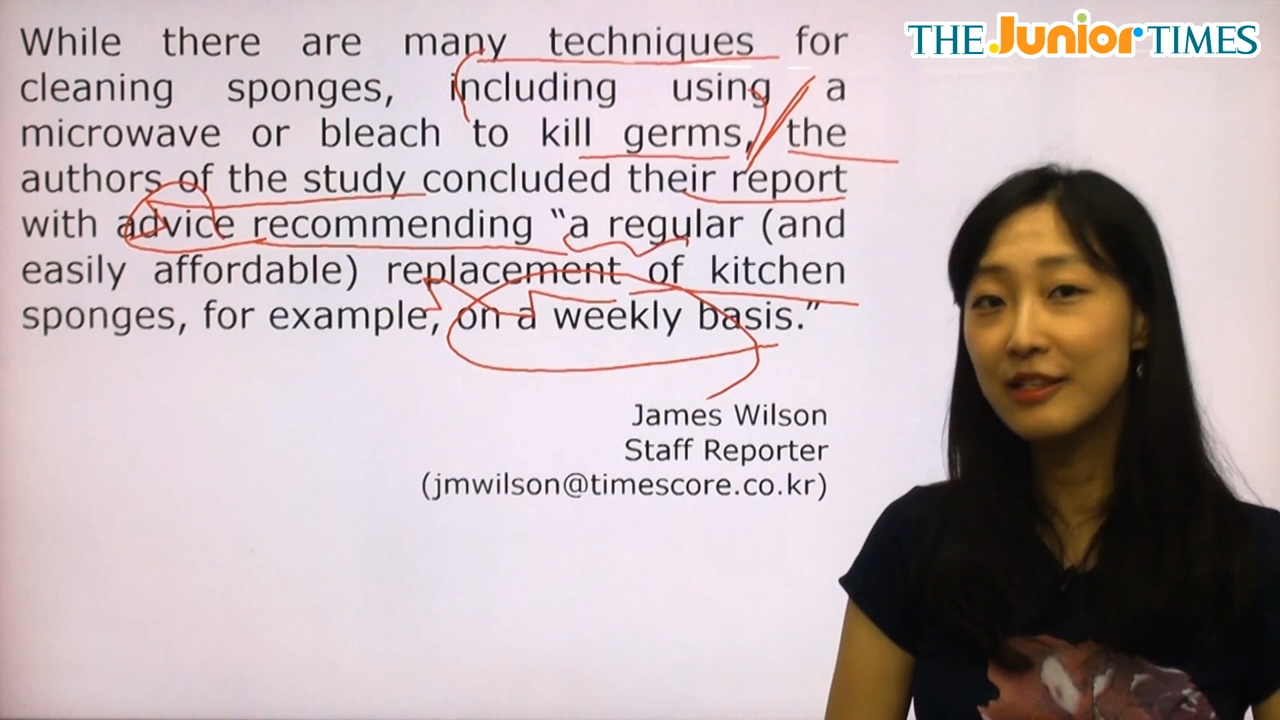 THE Junior TIMES
While there are many techniques for
cleaning sponges, including using a
microwave or bleach to kill germs, the
authors of the study concluded their report
with advice recommending “a regular (and
easily affordable) replacement of kitchen
sponges, for example, on a weekly basis.”
James Wilson
Staff Reporter
(jmwilson@timescore.co.kr)